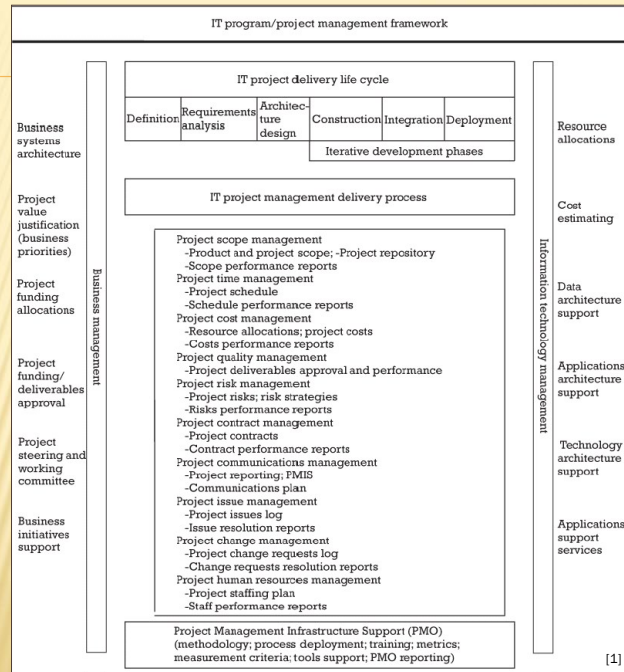 IT program/project management framework
IT project delivery life cycle
Definition
Requirements
analysis
Architec-
ture
design
Construction
Integration
Deployment
Iterative development phases
IT project management delivery process
Business
systems
architecture
Project
value
justification
(business
priorities)
Project
funding
allocations
Project
funding/
deliverables
approval
Project
steering and
working
committee
Business
initiatives
support
Business management
Project scope management
-Product and project scope; -Project repository
-Scope performance reports
Project time management
-Project schedule
-Schedule performance reports
Project cost management
-Resource allocations; project costs
-Costs performance reports
Project quality management
-Project deliverables approval and performance
Project risk management
-Project risks; risk strategies
-Risks performance reports
Project contract management
-Project contracts
-Contract performance reports
Project communications management
-Project reporting; PMIS
-Communications plan
Project issue management
-Project issues log
-Issue resolution reports
Project change management
-Project change requests log
-Change requests resolution reports
Project human resources management
-Project staffing plan
-Staff performance reports
Information technology management
Resource
allocations
Cost
estimating
Data
architecture
support
Applications
architecture
support
Technology
architecture
support
Applications
support
services
Project Management Infrastructure Support (PMO)
(methodology; process deployment; training; metrics;
measurement criteria; tools support; PMO reporting)
[1]